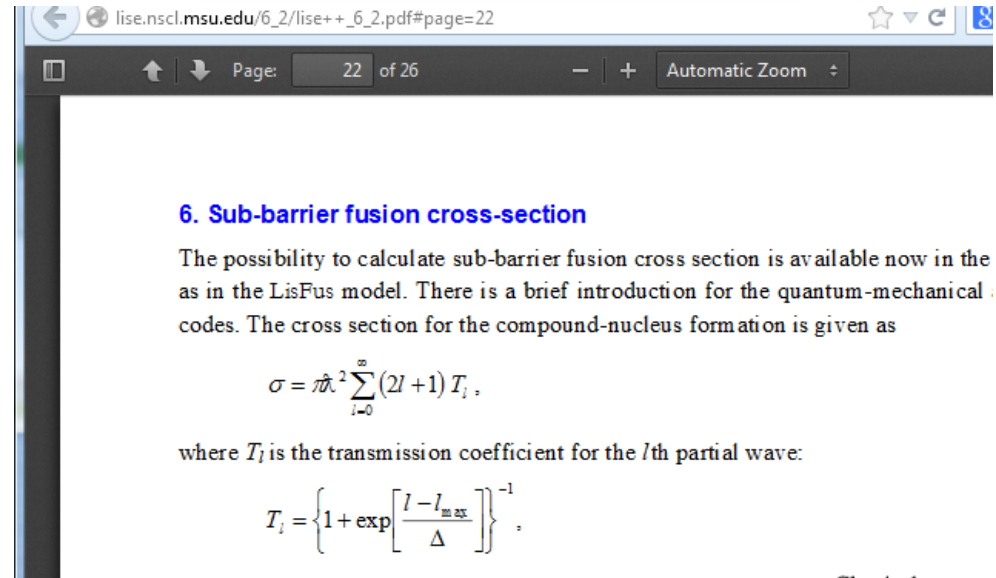 lise.nscl.msu.edu/6_2/lise++_6_2.pdf#page=22
8
Page: 22 of 26 − + Automatic Zoom
6. Sub-barrier fusion cross-section
The possibility to calculate sub-barrier fusion cross section is available now in the
as in the LisFus model. There is a brief introduction for the quantum-mechanical
codes. The cross section for the compound-nucleus formation is given as
σ = πƛ² ∑_{l=0}^{∞} (2l + 1) T_l ,
where T_l is the transmission coefficient for the lth partial wave:
T_l = {1 + exp[(l − l_max)/Δ]}⁻¹ ,